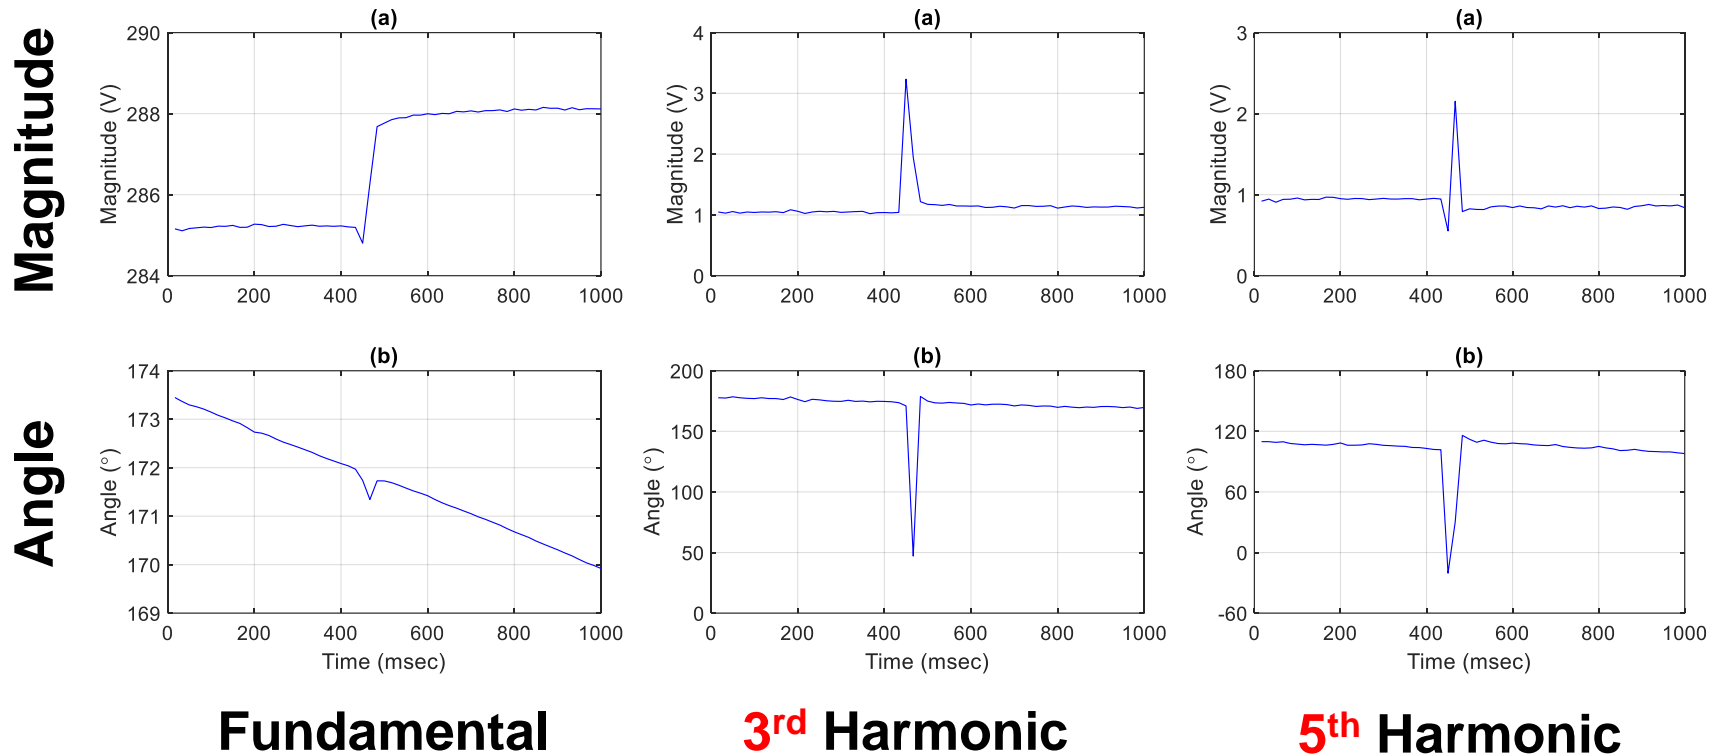 Magnitude
(a)
290
288
286
284
Magnitude (V)
0 200 400 600 800 1000
(a)
4
3
2
1
0
Magnitude (V)
0 200 400 600 800 1000
(a)
3
2
1
0
Magnitude (V)
0 200 400 600 800 1000
Angle
(b)
174
173
172
171
170
169
Angle (°)
0 200 400 600 800 1000
Time (msec)
(b)
200
150
100
50
0
Angle (°)
0 200 400 600 800 1000
Time (msec)
(b)
180
120
60
0
-60
Angle (°)
0 200 400 600 800 1000
Time (msec)
Fundamental
3rd Harmonic
5th Harmonic